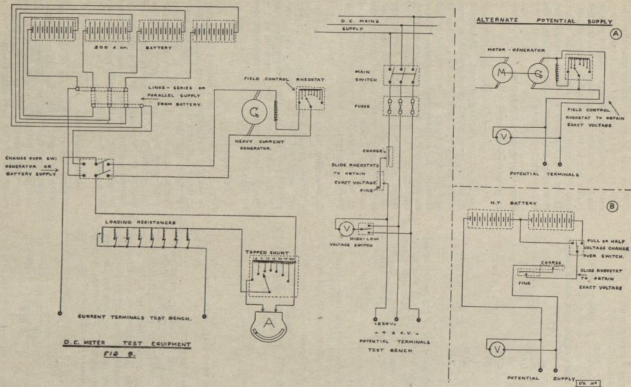 200 A HR. BATTERY
LINKS - SERIES OR
PARALLEL SUPPLY
FROM BATTERY.
FIELD CONTROL RHEOSTAT
G
HEAVY CURRENT
GENERATOR.
CHANGE OVER SW:
GENERATOR OR
BATTERY SUPPLY
LOADING RESISTANCES
TAPPED SHUNT
A
CURRENT TERMINALS TEST BENCH.
D.C. METER TEST EQUIPMENT
FIG 8.
D.C. MAINS
SUPPLY
MAIN
SWITCH
FUSES
COARSE
SLIDE RHEOSTATS
TO OBTAIN
EXACT VOLTAGE
FINE
V
HIGH/LOW
VOLTAGE SWITCH
POTENTIAL TERMINALS
TEST BENCH
ALTERNATE POTENTIAL SUPPLY
A
MOTOR - GENERATOR
M
G
FIELD CONTROL
RHEOSTAT TO OBTAIN
EXACT VOLTAGE
V
POTENTIAL TERMINALS
B
H.T. BATTERY
FULL OR HALF
VOLTAGE CHANGE
OVER SWITCH.
COARSE
FINE
SLIDE RHEOSTAT
TO OBTAIN
EXACT VOLTAGE
V
POTENTIAL SUPPLY